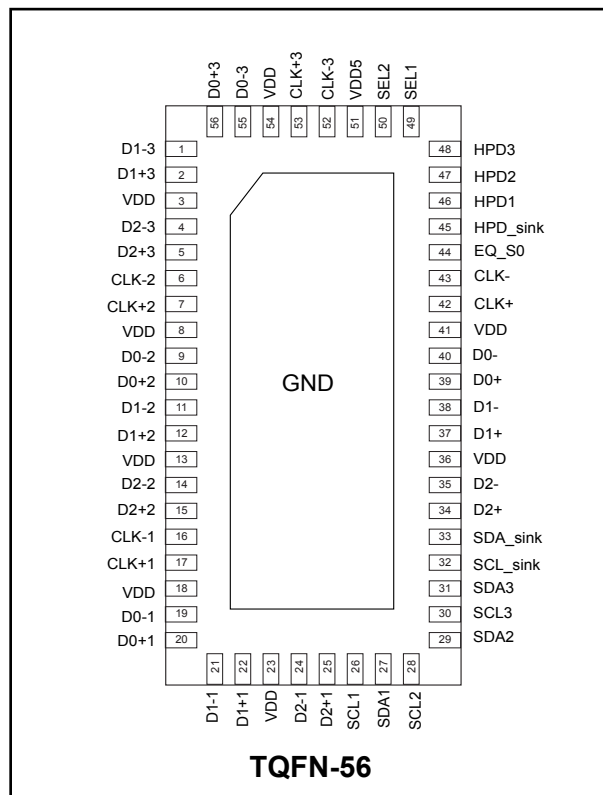 D0+3 D0-3 VDD CLK+3 CLK-3 VDD5 SEL2 SEL1
56 55 54 53 52 51 50 49
D1-3 1 48 HPD3
D1+3 2 47 HPD2
VDD 3 46 HPD1
D2-3 4 45 HPD_sink
D2+3 5 44 EQ_S0
CLK-2 6 43 CLK-
CLK+2 7 42 CLK+
VDD 8 41 VDD
D0-2 9 40 D0-
D0+2 10 GND 39 D0+
D1-2 11 38 D1-
D1+2 12 37 D1+
VDD 13 36 VDD
D2-2 14 35 D2-
D2+2 15 34 D2+
CLK-1 16 33 SDA_sink
CLK+1 17 32 SCL_sink
VDD 18 31 SDA3
D0-1 19 30 SCL3
D0+1 20 29 SDA2
21 22 23 24 25 26 27 28
D1-1 D1+1 VDD D2-1 D2+1 SCL1 SDA1 SCL2
TQFN-56